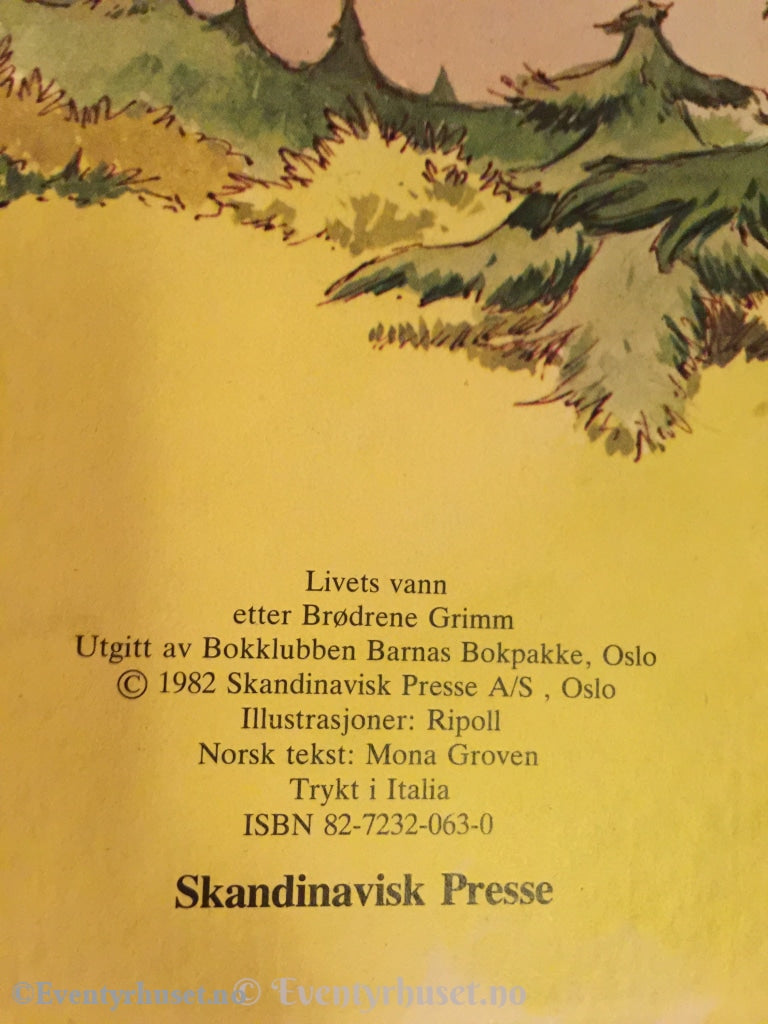 Livets vann
etter Brødrene Grimm
Utgitt av Bokklubben Barnas Bokpakke, Oslo
© 1982 Skandinavisk Presse A/S , Oslo
Illustrasjoner: Ripoll
Norsk tekst: Mona Groven
Trykt i Italia
ISBN 82-7232-063-0
Skandinavisk Presse
©Eventyrhuset.no © Eventyrhuset.no